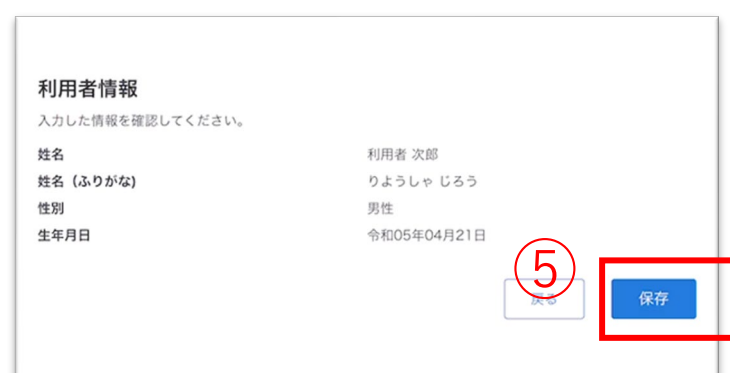 利用者情報
入力した情報を確認してください。
姓名 利用者 次郎
姓名（ふりがな) りようしゃ じろう
性別 男性
生年月日 令和05年04月21日
⑤
戻る 保存